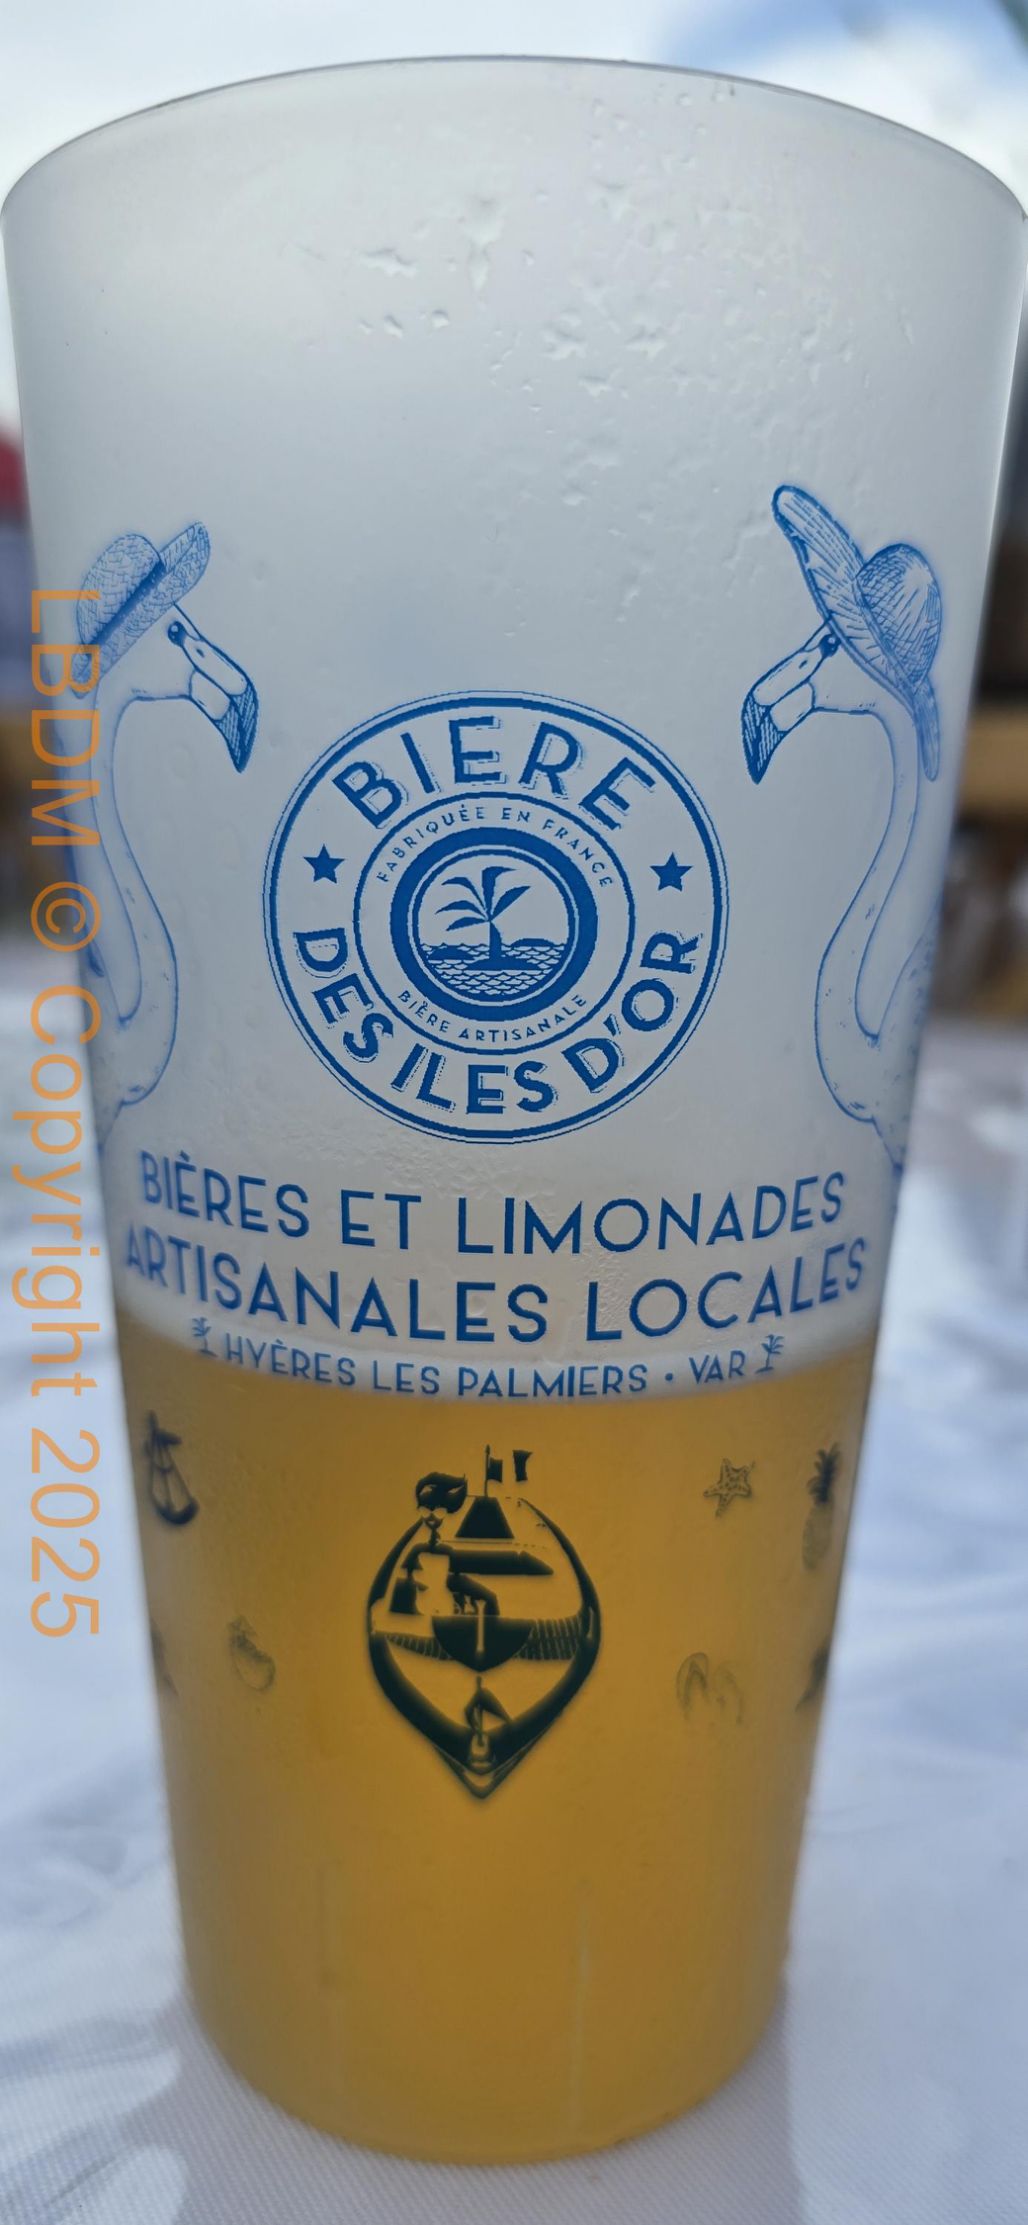 BIERE
FABRIQUÉE EN FRANCE
BIÈRE ARTISANALE
DES ILES D'OR
BIÈRES ET LIMONADES
ARTISANALES LOCALES
HYÈRES LES PALMIERS • VAR
LBDM © Copyright 2025